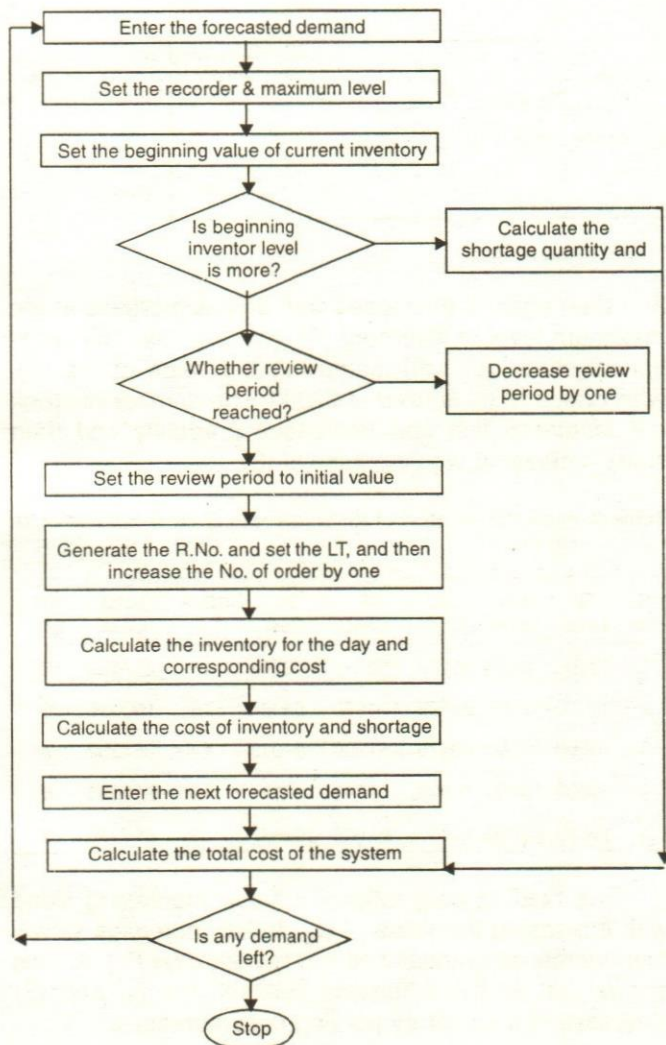 Enter the forecasted demand
Set the recorder & maximum level
Set the beginning value of current inventory
Is beginning
inventor level
is more?
Calculate the
shortage quantity and
Whether review
period
reached?
Decrease review
period by one
Set the review period to initial value
Generate the R.No. and set the LT, and then
increase the No. of order by one
Calculate the inventory for the day and
corresponding cost
Calculate the cost of inventory and shortage
Enter the next forecasted demand
Calculate the total cost of the system
Is any demand
left?
Stop